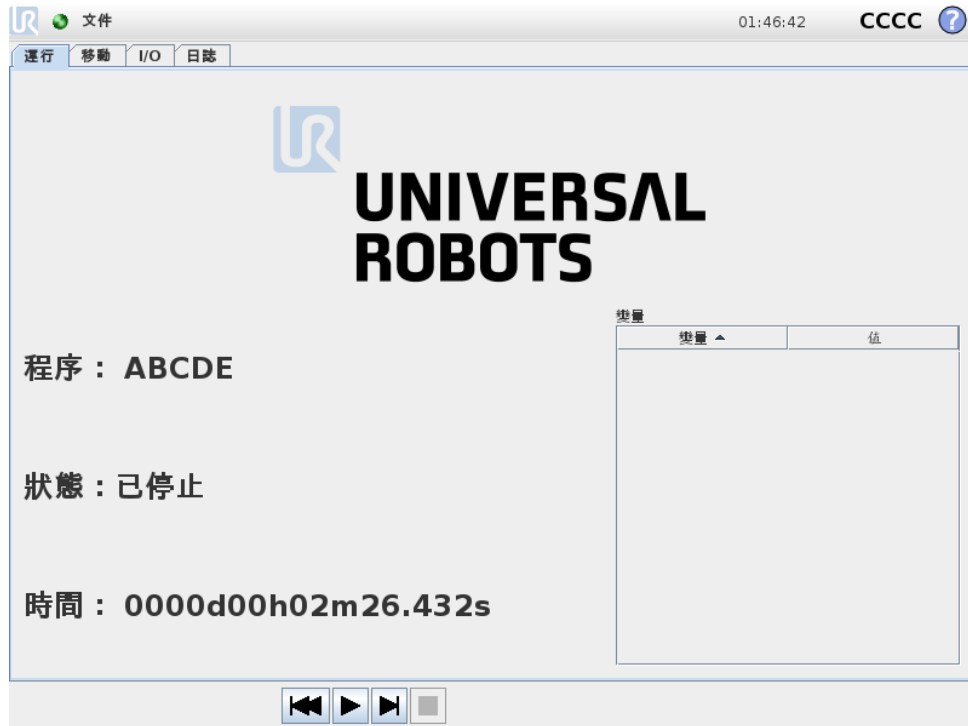 文件 01:46:42 CCCC ?
運行 移動 I/O 日誌
UR
UNIVERSAL
ROBOTS
變量
變量 值
程序： ABCDE
狀態：已停止
時間： 0000d00h02m26.432s